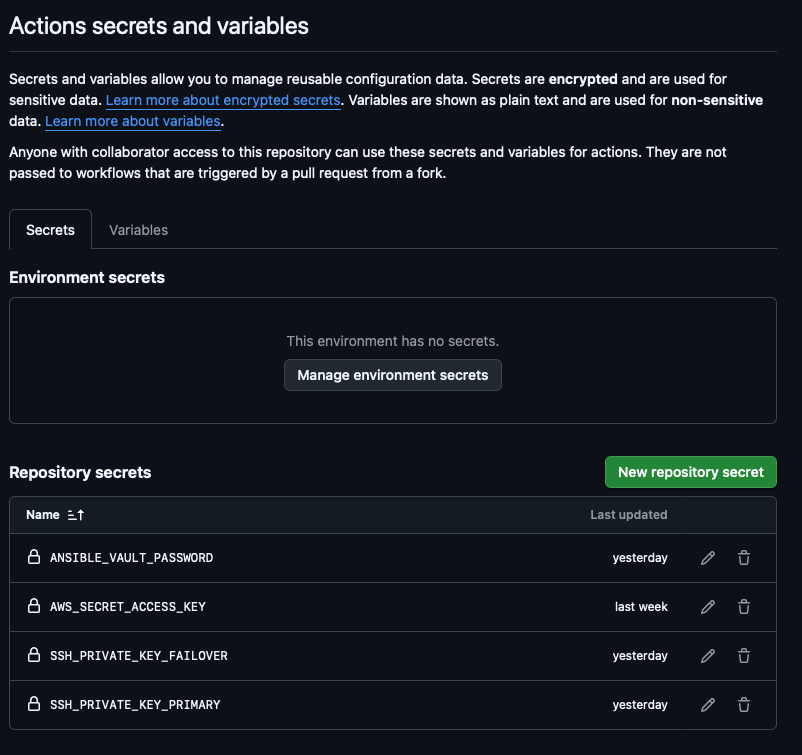 Actions secrets and variables
Secrets and variables allow you to manage reusable configuration data. Secrets are encrypted and are used for
sensitive data. Learn more about encrypted secrets. Variables are shown as plain text and are used for non-sensitive
data. Learn more about variables.
Anyone with collaborator access to this repository can use these secrets and variables for actions. They are not
passed to workflows that are triggered by a pull request from a fork.
Secrets Variables
Environment secrets
This environment has no secrets.
Manage environment secrets
Repository secrets New repository secret
Name Last updated
ANSIBLE_VAULT_PASSWORD yesterday
AWS_SECRET_ACCESS_KEY last week
SSH_PRIVATE_KEY_FAILOVER yesterday
SSH_PRIVATE_KEY_PRIMARY yesterday